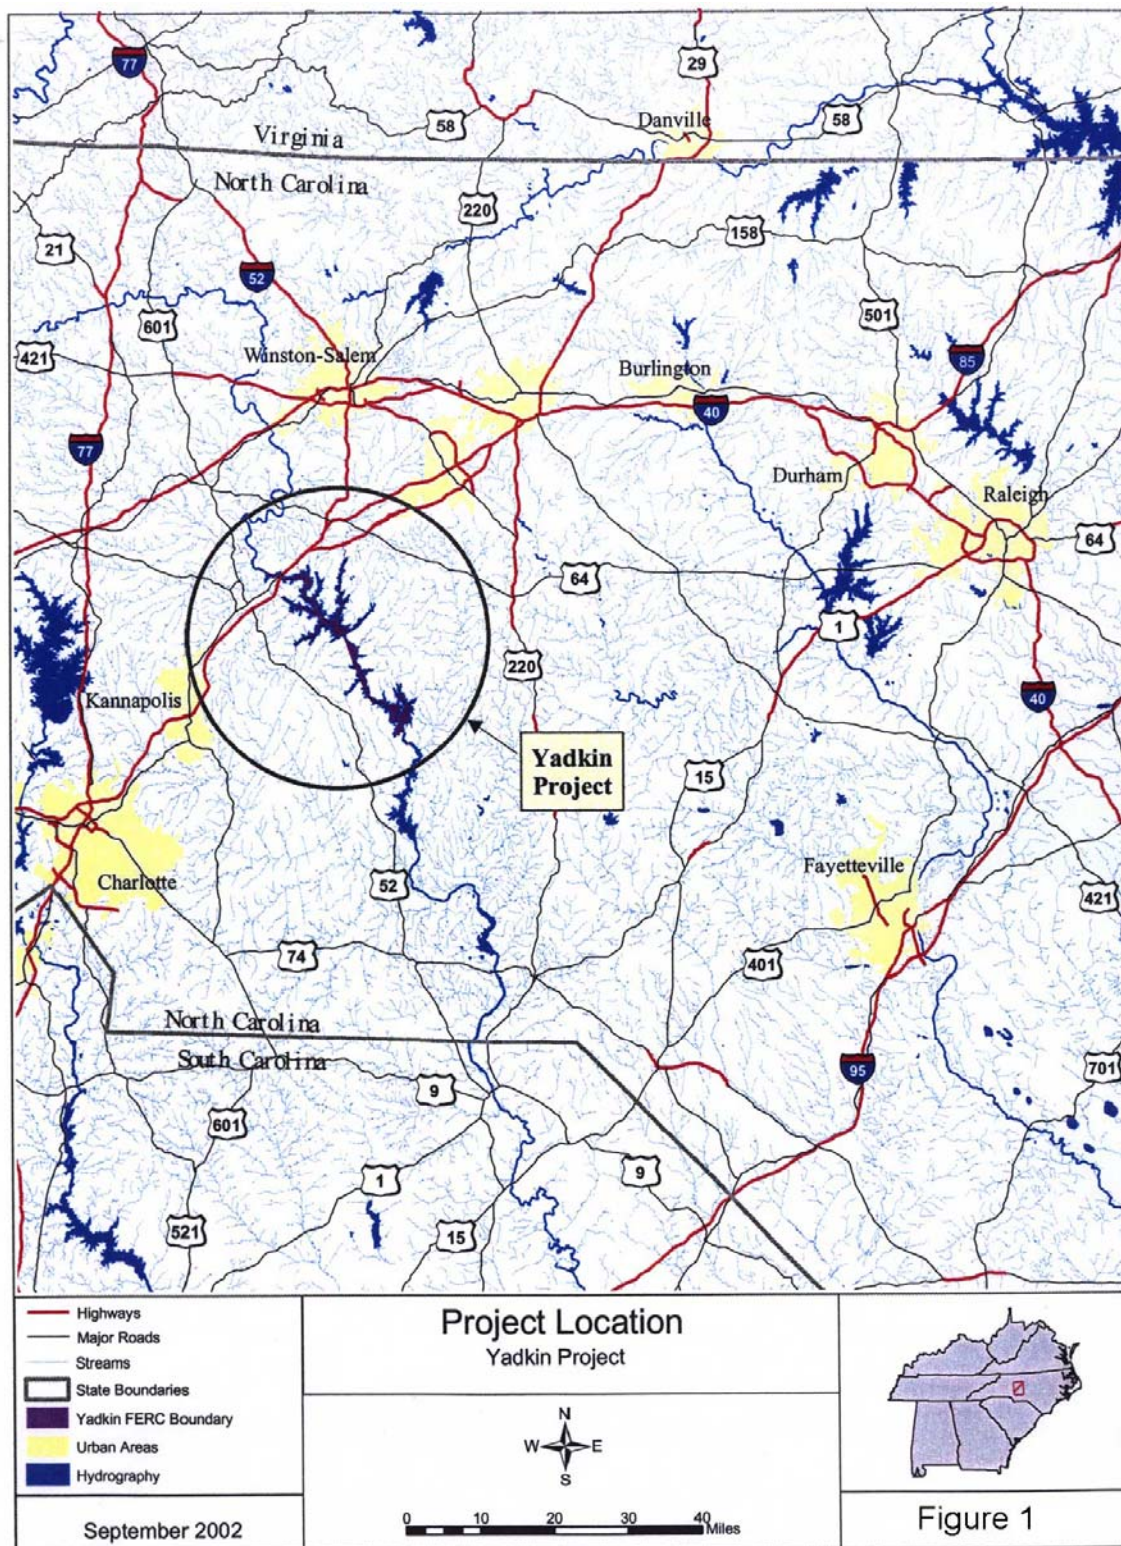 77
29
58
Danville
58
Virginia
North Carolina
220
158
21
52
601
501
421
Winston-Salem
Burlington
85
40
77
Durham
Raleigh
64
64
1
220
Kannapolis
40
Yadkin
Project
15
Charlotte
52
Fayetteville
421
74
401
North Carolina
South Carolina
95
701
9
601
1
9
521
15
Highways
Major Roads
Streams
State Boundaries
Yadkin FERC Boundary
Urban Areas
Hydrography
September 2002
Project Location
Yadkin Project
N
W E
S
0 10 20 30 40 Miles
Figure 1